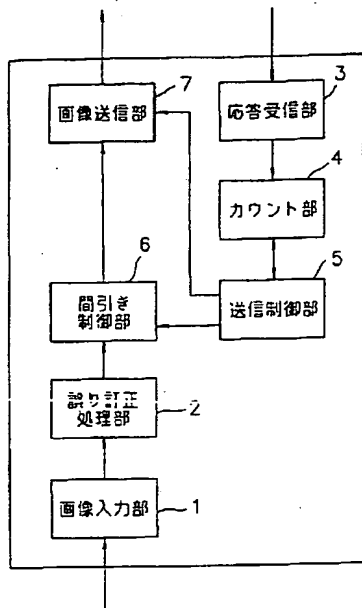 7
画像送信部
3
応答受信部
4
カウント部
6
間引き
制御部
5
送信制御部
誤り訂正
処理部
2
画像入力部
1